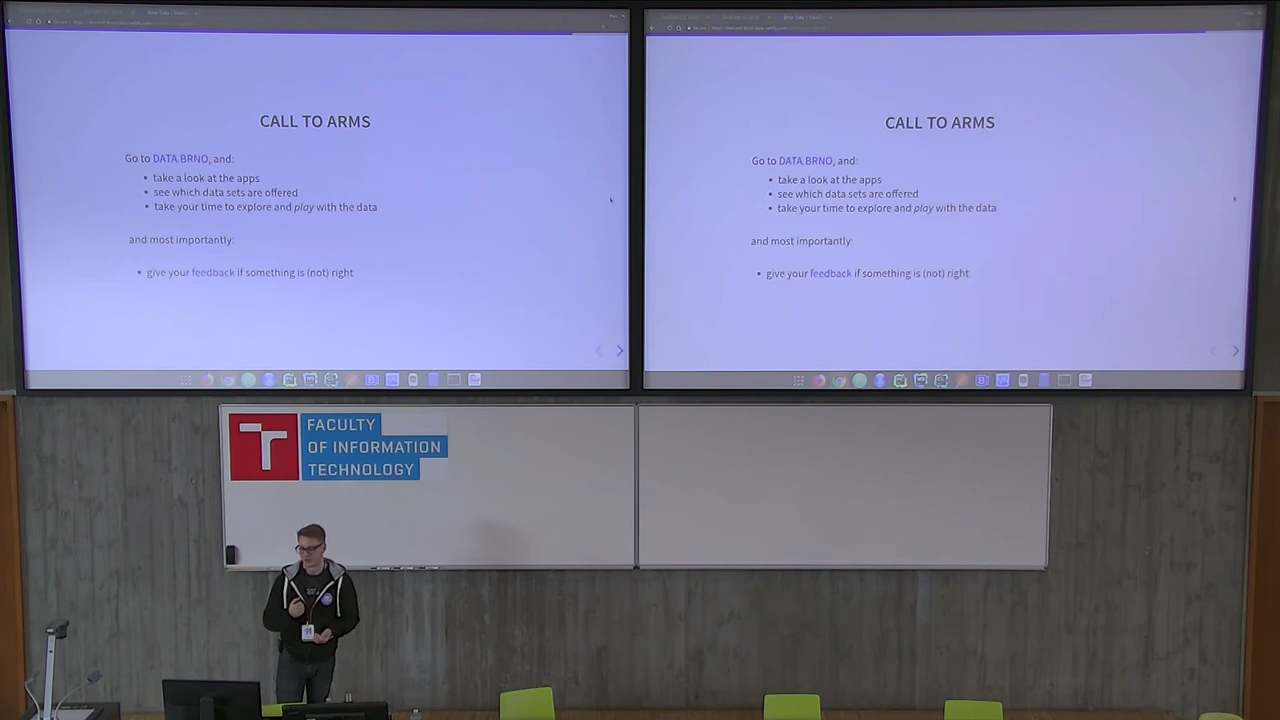 CALL TO ARMS
Go to DATA.BRNO, and:
• take a look at the apps
• see which data sets are offered
• take your time to explore and play with the data
and most importantly:
• give your feedback if something is (not) right
CALL TO ARMS
Go to DATA.BRNO, and:
• take a look at the apps
• see which data sets are offered
• take your time to explore and play with the data
and most importantly:
• give your feedback if something is (not) right
FACULTY
OF INFORMATION
TECHNOLOGY